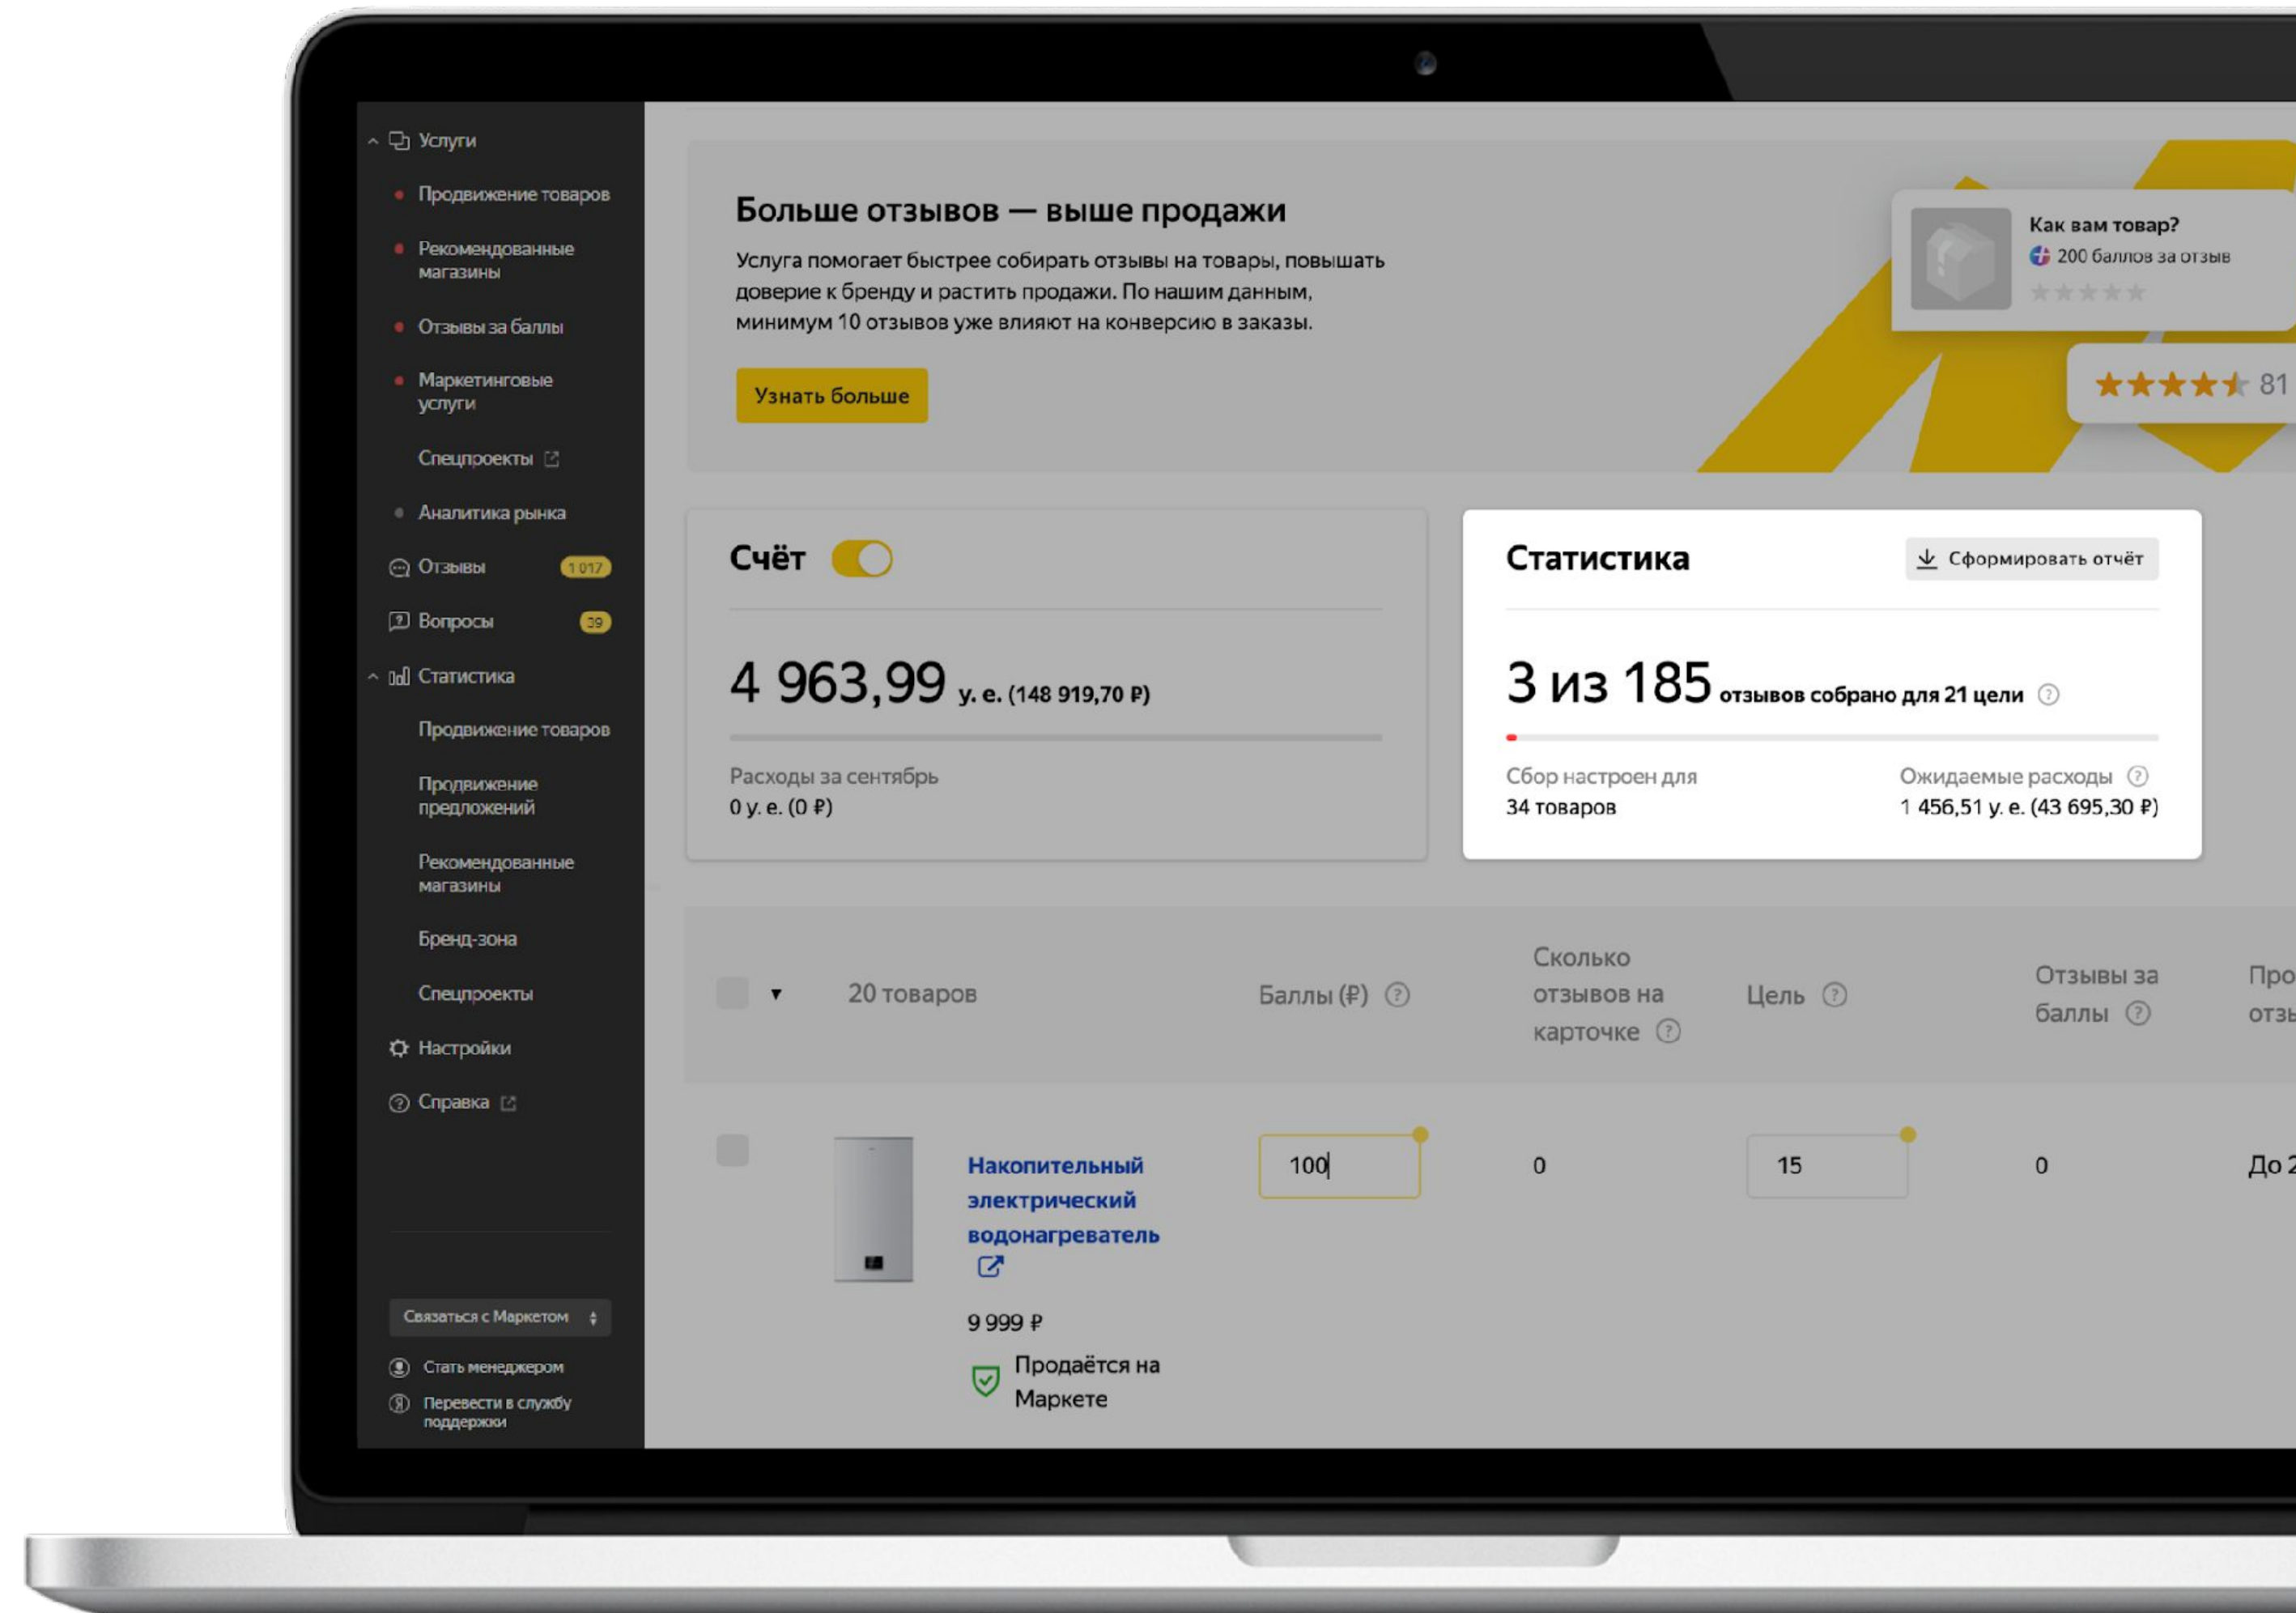 Услуги
Продвижение товаров
Рекомендованные
магазины
Отзывы за баллы
Маркетинговые
услуги
Спецпроекты
Аналитика рынка
Отзывы 1 017
Вопросы 39
Статистика
Продвижение товаров
Продвижение
предложений
Рекомендованные
магазины
Бренд-зона
Спецпроекты
Настройки
Справка
Связаться с Маркетом
Стать менеджером
Перевести в службу
поддержки
Больше отзывов — выше продажи
Услуга помогает быстрее собирать отзывы на товары, повышать
доверие к бренду и растить продажи. По нашим данным,
минимум 10 отзывов уже влияют на конверсию в заказы.
Узнать больше
Как вам товар?
200 баллов за отзыв
81
Счёт
4 963,99 у. е. (148 919,70 ₽)
Расходы за сентябрь
0 у. е. (0 ₽)
Статистика
Сформировать отчёт
3 из 185 отзывов собрано для 21 цели
Сбор настроен для
34 товаров
Ожидаемые расходы
1 456,51 у. е. (43 695,30 ₽)
20 товаров
Баллы (₽)
Сколько
отзывов на
карточке
Цель
Отзывы за
баллы
Накопительный
электрический
водонагреватель
9 999 ₽
Продаётся на
Маркете
100
0
15
0
До 2